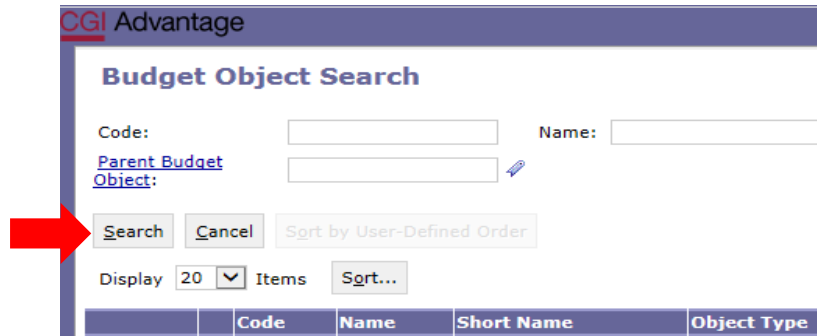 CGI Advantage
Budget Object Search
Code: Name:
Parent Budget
Object:
Search Cancel Sort by User-Defined Order
Display 20 Items Sort...
Code Name Short Name Object Type